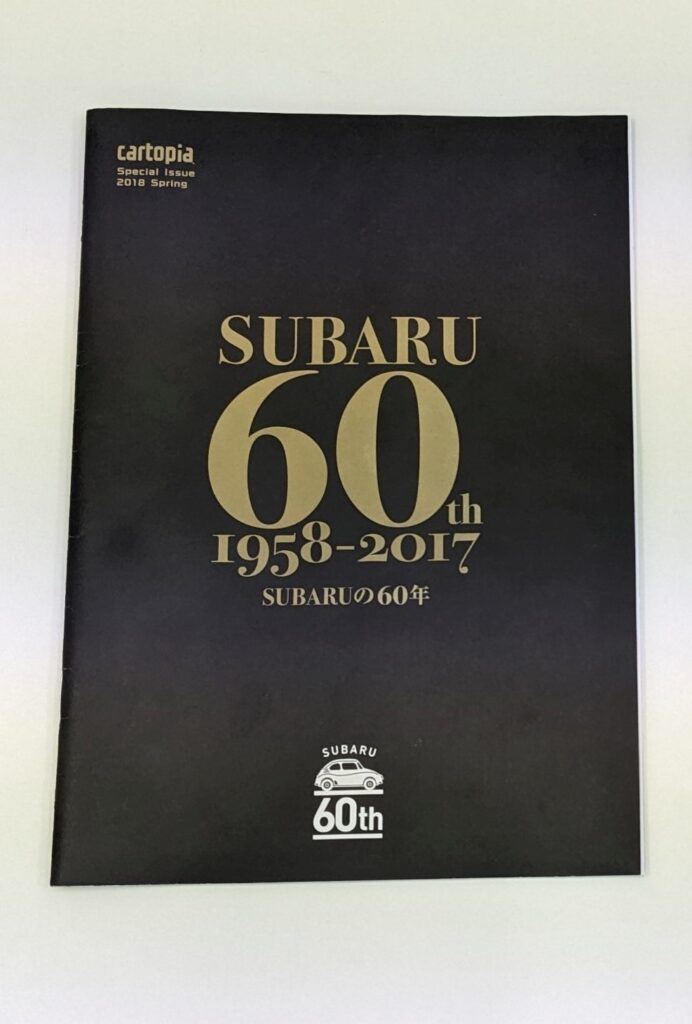 cartopia
Special Issue
2018 Spring
SUBARU
60th
1958-2017
SUBARUの60年
SUBARU
60th